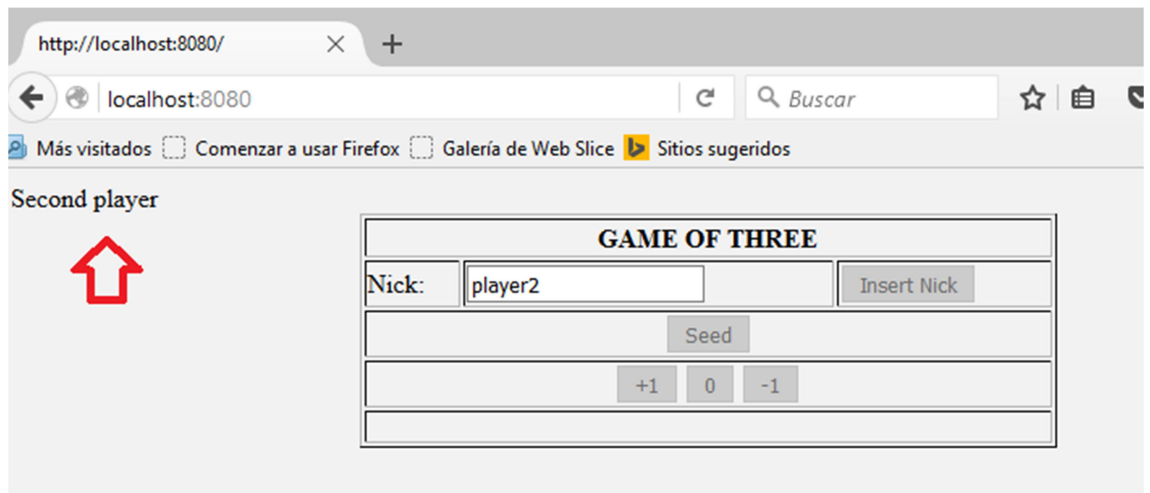 http://localhost:8080/
localhost:8080
Buscar
Más visitados Comenzar a usar Firefox Galería de Web Slice Sitios sugeridos
Second player
GAME OF THREE
Nick: player2 Insert Nick
Seed
+1 0 -1